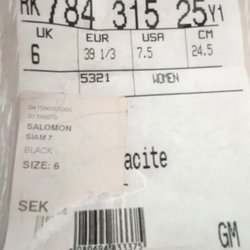 RK 784 315 25 Y1
UK EUR USA CM
6 39 1/3 7.5 24.5
5321 WOMEN
SALOMON
SIAM 7
BLACK
SIZE: 6
acite
SEK
GM